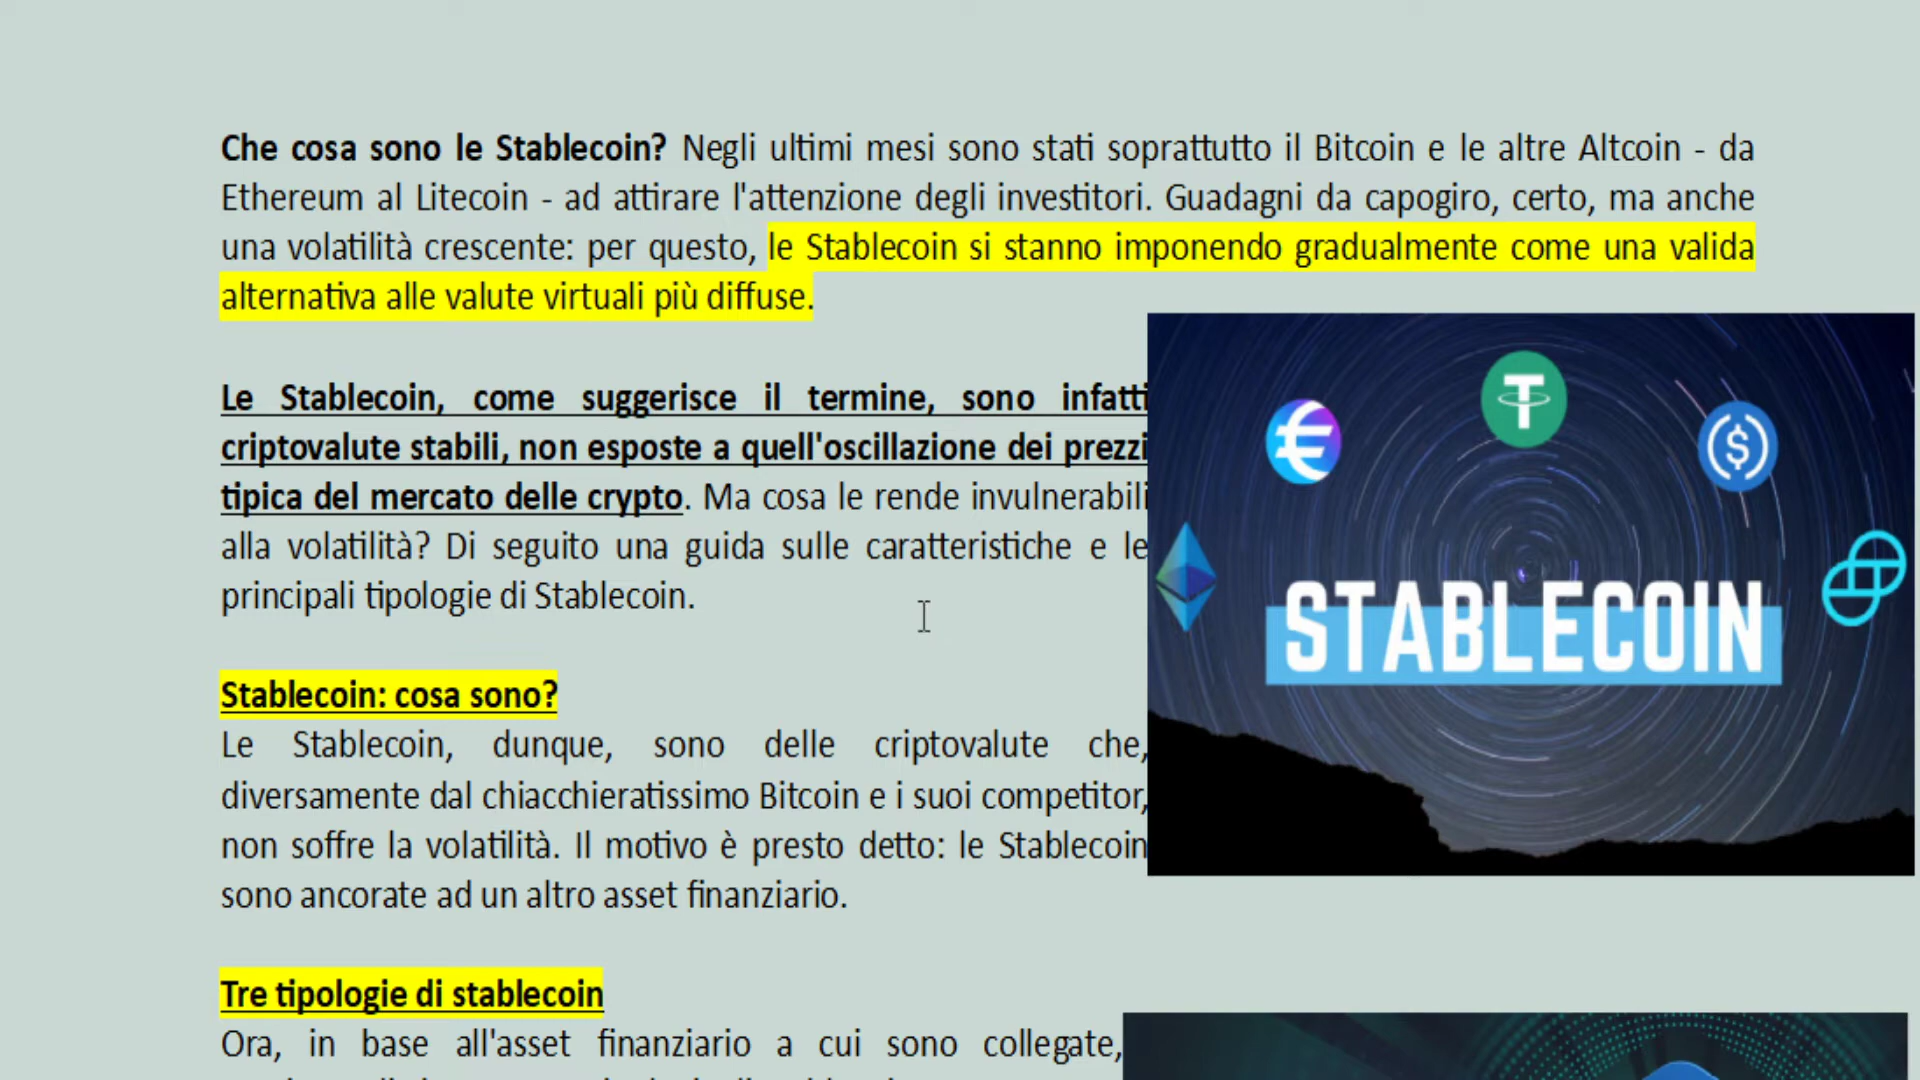 Che cosa sono le Stablecoin? Negli ultimi mesi sono stati soprattutto il Bitcoin e le altre Altcoin - da
Ethereum al Litecoin - ad attirare l'attenzione degli investitori. Guadagni da capogiro, certo, ma anche
una volatilità crescente: per questo, le Stablecoin si stanno imponendo gradualmente come una valida
alternativa alle valute virtuali più diffuse.
Le Stablecoin, come suggerisce il termine, sono infatti
criptovalute stabili, non esposte a quell'oscillazione dei prezzi
tipica del mercato delle crypto. Ma cosa le rende invulnerabili
alla volatilità? Di seguito una guida sulle caratteristiche e le
principali tipologie di Stablecoin.
STABLECOIN
Stablecoin: cosa sono?
Le Stablecoin, dunque, sono delle criptovalute che,
diversamente dal chiacchieratissimo Bitcoin e i suoi competitor,
non soffre la volatilità. Il motivo è presto detto: le Stablecoin
sono ancorate ad un altro asset finanziario.
Tre tipologie di stablecoin
Ora, in base all'asset finanziario a cui sono collegate,